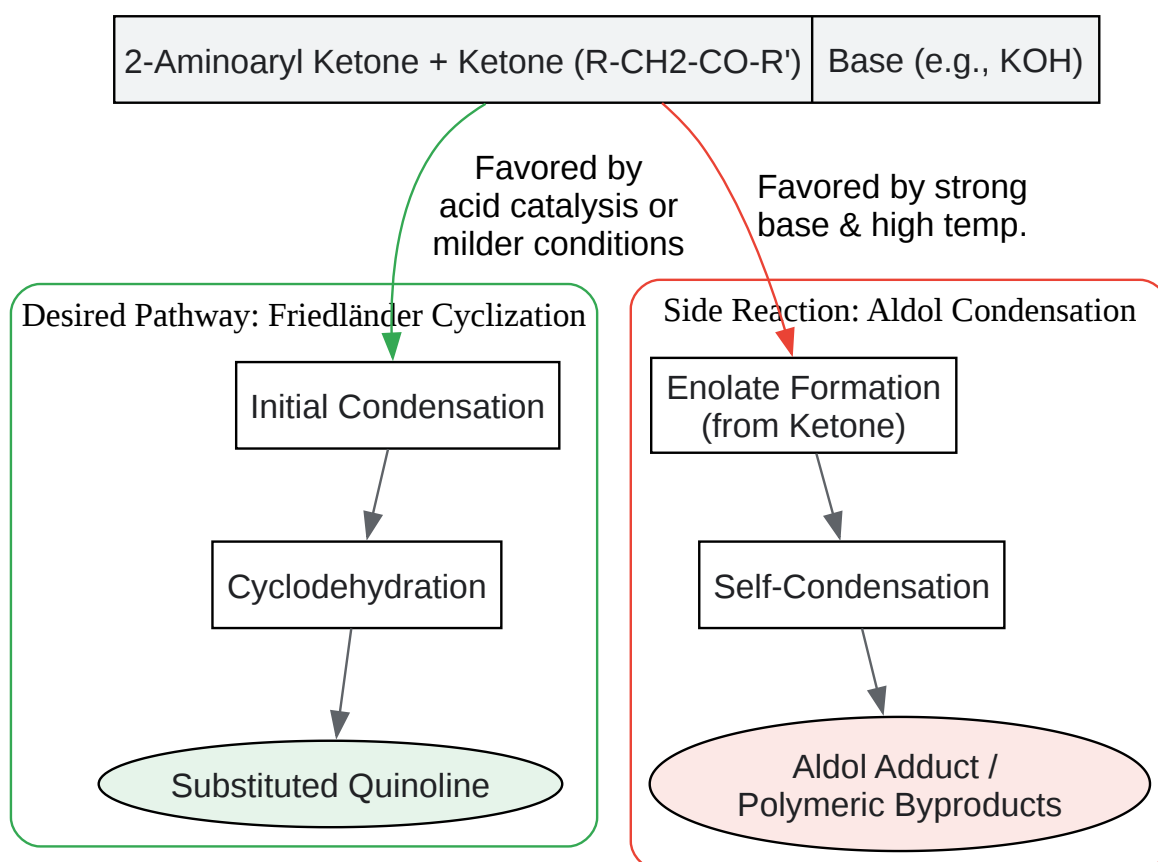 2-Aminoaryl Ketone + Ketone (R-CH2-CO-R')
Base (e.g., KOH)
Favored by
acid catalysis or
milder conditions
Favored by strong
base & high temp.
Desired Pathway: Friedländer Cyclization
Initial Condensation
Cyclodehydration
Substituted Quinoline
Side Reaction: Aldol Condensation
Enolate Formation
(from Ketone)
Self-Condensation
Aldol Adduct /
Polymeric Byproducts